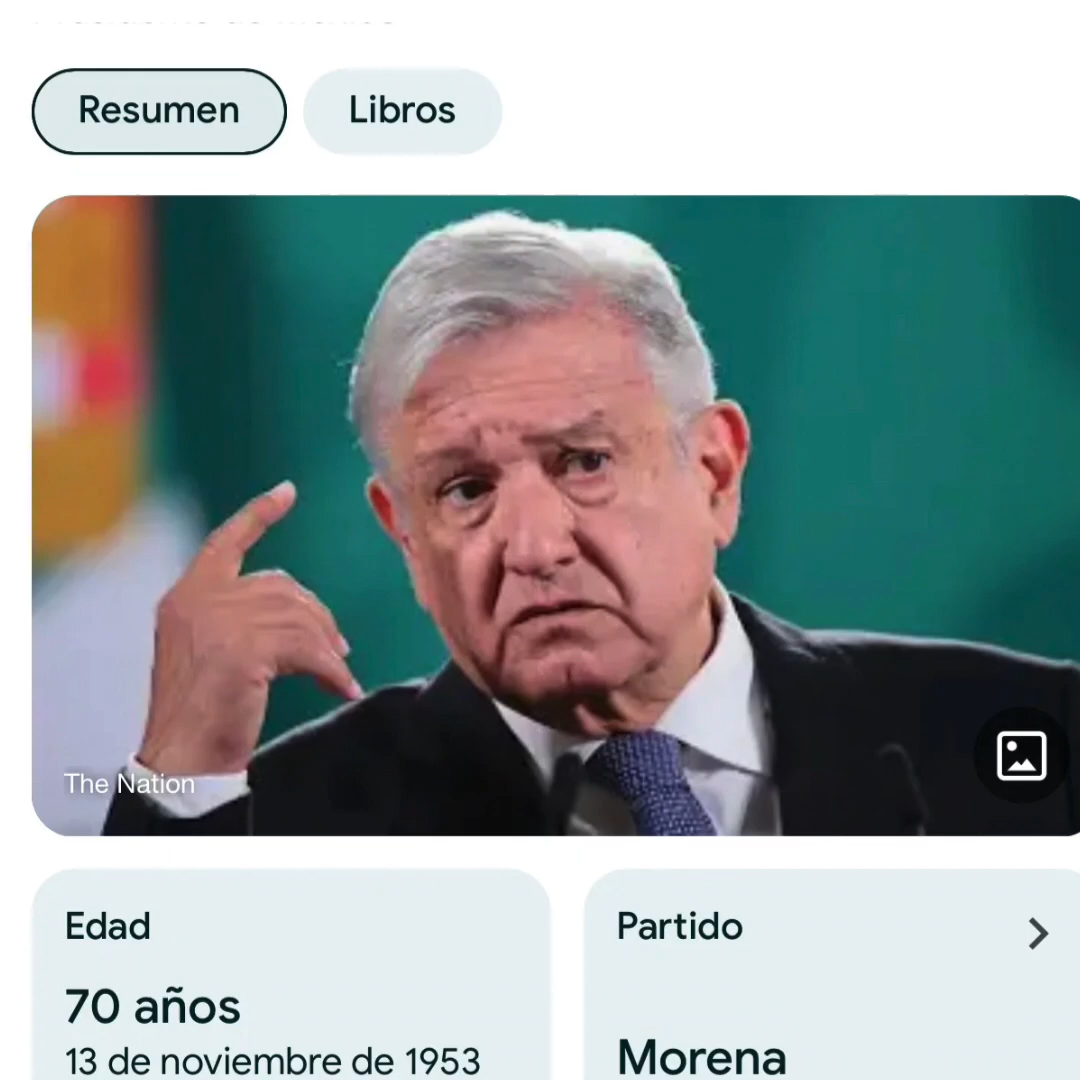 Resumen
Libros
The Nation
Edad
70 años
13 de noviembre de 1953
Partido
Morena